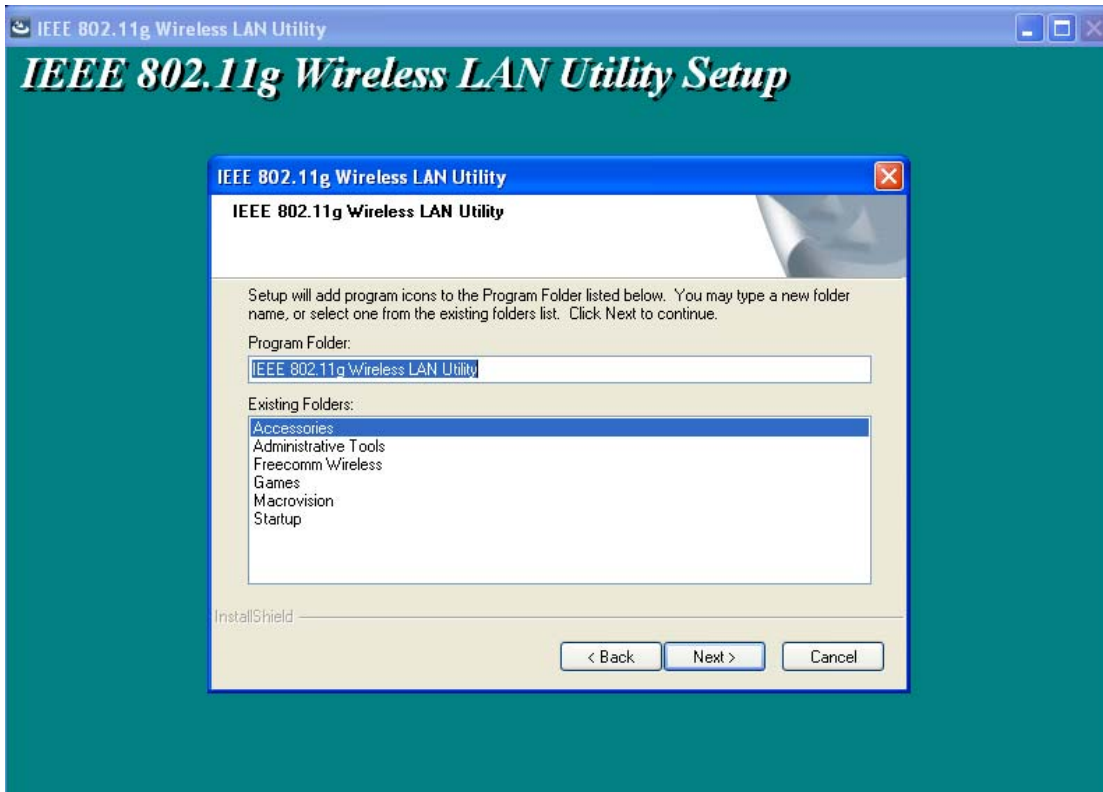 IEEE 802.11g Wireless LAN Utility
IEEE 802.11g Wireless LAN Utility Setup
IEEE 802.11g Wireless LAN Utility
IEEE 802.11g Wireless LAN Utility
Setup will add program icons to the Program Folder listed below.  You may type a new folder
name, or select one from the existing folders list.  Click Next to continue.
Program Folder:
IEEE 802.11g Wireless LAN Utility
Existing Folders:
Accessories
Administrative Tools
Freecomm Wireless
Games
Macrovision
Startup
InstallShield
< Back
Next >
Cancel